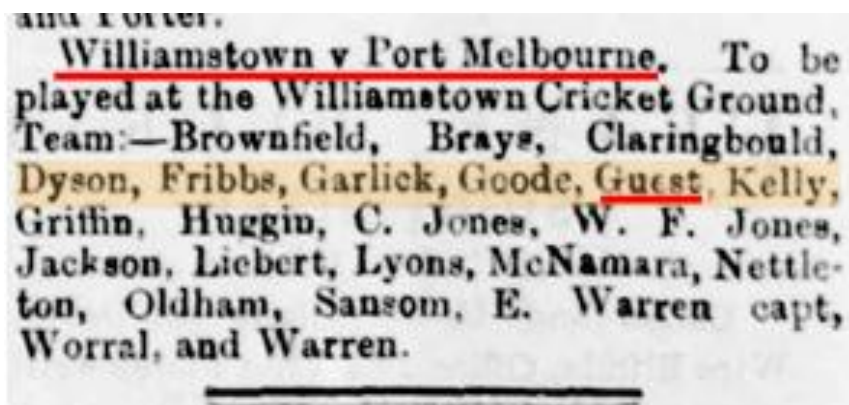 and Porter.
Williamstown v Port Melbourne. To be
played at the Williamstown Cricket Ground,
Team:—Brownfield, Brays, Claringbould,
Dyson, Fribbs, Garlick, Goode, Guest, Kelly,
Griffin, Huggin, C. Jones, W. F. Jones,
Jackson, Liebert, Lyons, McNamara, Nettle-
ton, Oldham, Sansom, E. Warren capt,
Worral, and Warren.